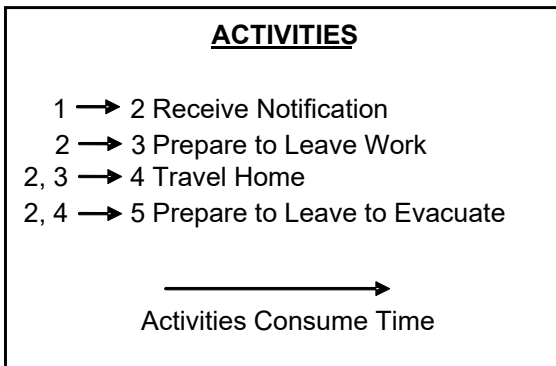 ACTIVITIES
1 → 2 Receive Notification
2 → 3 Prepare to Leave Work
2, 3 → 4 Travel Home
2, 4 → 5 Prepare to Leave to Evacuate
Activities Consume Time